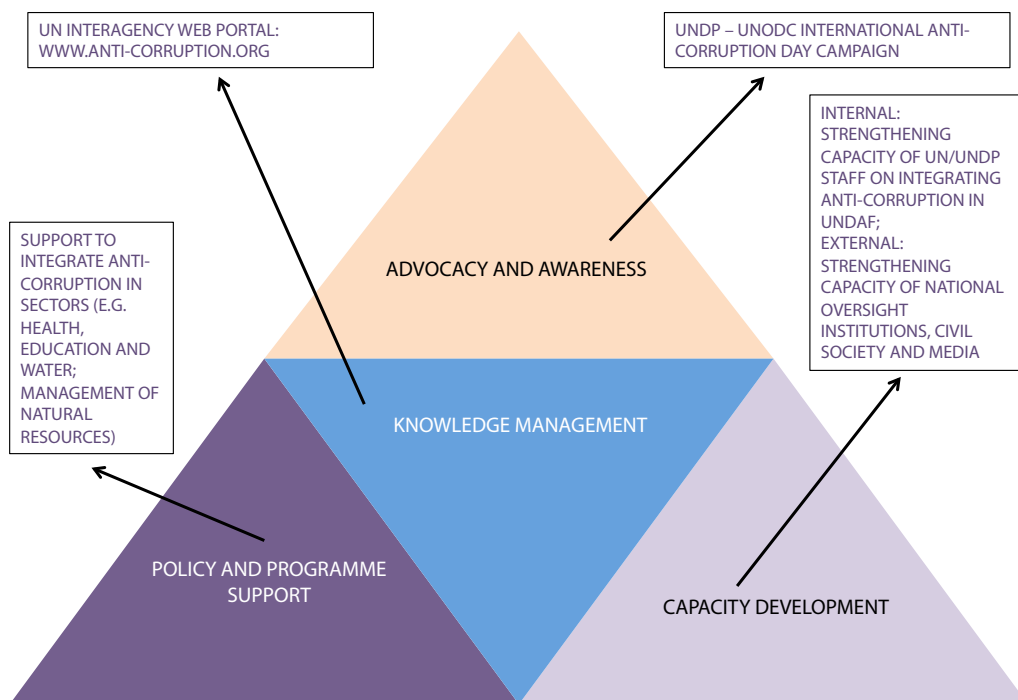 UN INTERAGENCY WEB PORTAL:
WWW.ANTI-CORRUPTION.ORG
UNDP – UNODC INTERNATIONAL ANTI-
CORRUPTION DAY CAMPAIGN
INTERNAL:
STRENGTHENING
CAPACITY OF UN/UNDP
STAFF ON INTEGRATING
ANTI-CORRUPTION IN
UNDAF;
EXTERNAL:
STRENGTHENING
CAPACITY OF NATIONAL
OVERSIGHT
INSTITUTIONS, CIVIL
SOCIETY AND MEDIA
SUPPORT TO
INTEGRATE ANTI-
CORRUPTION IN
SECTORS (E.G.
HEALTH,
EDUCATION AND
WATER;
MANAGEMENT OF
NATURAL
RESOURCES)
ADVOCACY AND AWARENESS
KNOWLEDGE MANAGEMENT
POLICY AND PROGRAMME
SUPPORT
CAPACITY DEVELOPMENT